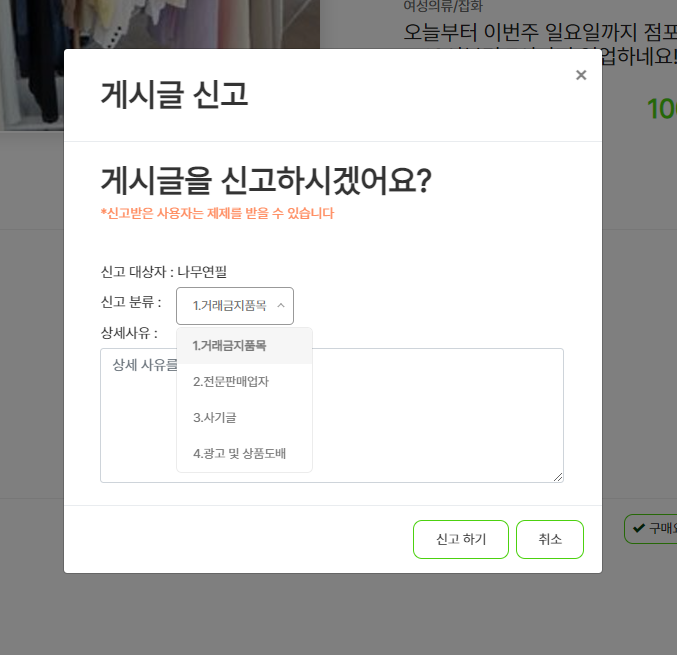 여성의류/잡화
오늘부터 이번주 일요일까지 점포
업하네요!
100
게시글 신고
×
게시글을 신고하시겠어요?
*신고받은 사용자는 제제를 받을 수 있습니다
신고 대상자 : 나무연필
신고 분류 :
1.거래금지품목
상세사유 :
1.거래금지품목
상세 사유를
2.전문판매업자
3.사기글
4.광고 및 상품도배
신고 하기
취소
구매